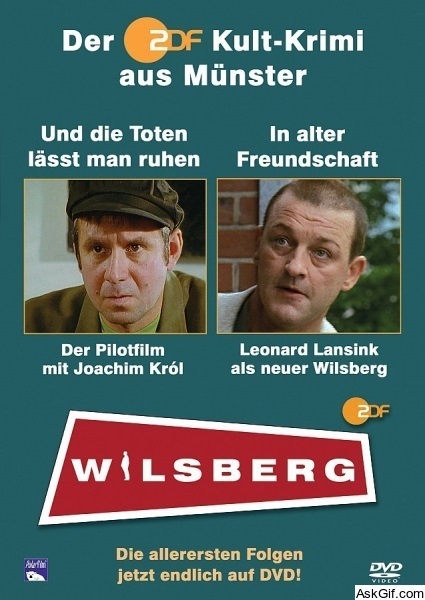 Der ZDF Kult-Krimi
aus Münster
Und die Toten
lässt man ruhen
In alter
Freundschaft
Der Pilotfilm
mit Joachim Król
Leonard Lansink
als neuer Wilsberg
ZDF
WILSBERG
Die allerersten Folgen
jetzt endlich auf DVD!
polarfilm
DVD
VIDEO
AskGif.com